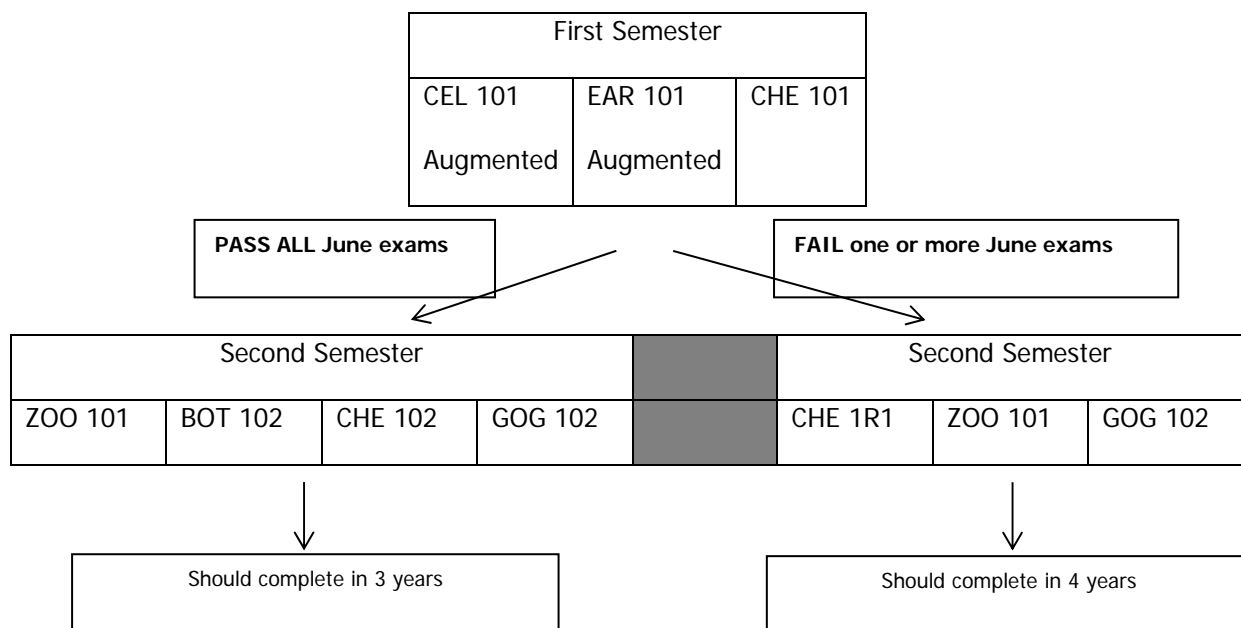 First Semester
CEL 101 EAR 101 CHE 101
Augmented Augmented
PASS ALL June exams
FAIL one or more June exams
Second Semester Second Semester
ZOO 101 BOT 102 CHE 102 GOG 102 CHE 1R1 ZOO 101 GOG 102
Should complete in 3 years
Should complete in 4 years